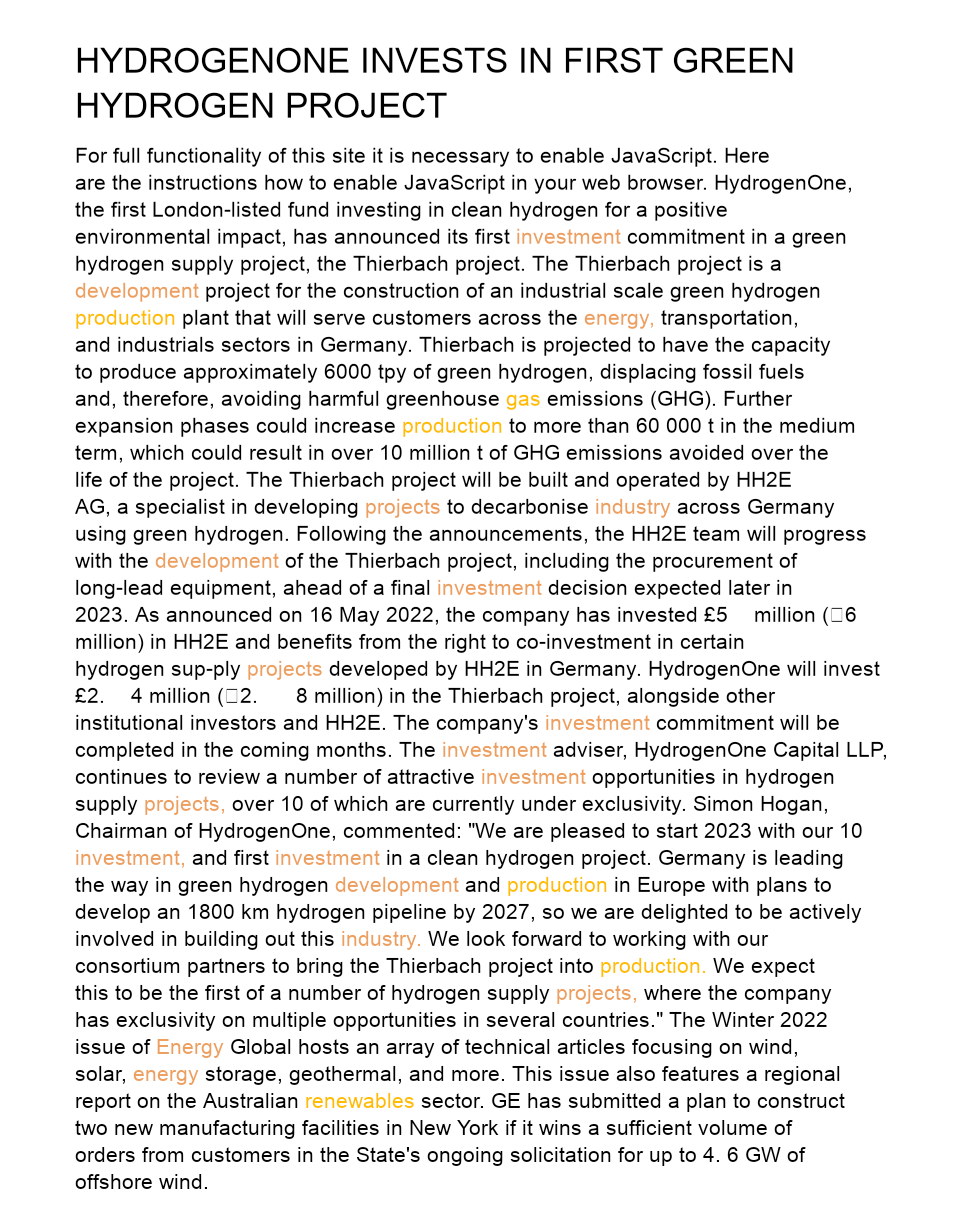 HYDROGENONE INVESTS IN FIRST GREEN
HYDROGEN PROJECT
For full functionality of this site it is necessary to enable JavaScript. Here
are the instructions how to enable JavaScript in your web browser. HydrogenOne,
the first London-listed fund investing in clean hydrogen for a positive
environmental impact, has announced its first investment commitment in a green
hydrogen supply project, the Thierbach project. The Thierbach project is a
development project for the construction of an industrial scale green hydrogen
production plant that will serve customers across the energy, transportation,
and industrials sectors in Germany. Thierbach is projected to have the capacity
to produce approximately 6000 tpy of green hydrogen, displacing fossil fuels
and, therefore, avoiding harmful greenhouse gas emissions (GHG). Further
expansion phases could increase production to more than 60 000 t in the medium
term, which could result in over 10 million t of GHG emissions avoided over the
life of the project. The Thierbach project will be built and operated by HH2E
AG, a specialist in developing projects to decarbonise industry across Germany
using green hydrogen. Following the announcements, the HH2E team will progress
with the development of the Thierbach project, including the procurement of
long-lead equipment, ahead of a final investment decision expected later in
2023. As announced on 16 May 2022, the company has invested £5 million (□6
million) in HH2E and benefits from the right to co-investment in certain
hydrogen sup-ply projects developed by HH2E in Germany. HydrogenOne will invest
£2. 4 million (□2. 8 million) in the Thierbach project, alongside other
institutional investors and HH2E. The company's investment commitment will be
completed in the coming months. The investment adviser, HydrogenOne Capital LLP,
continues to review a number of attractive investment opportunities in hydrogen
supply projects, over 10 of which are currently under exclusivity. Simon Hogan,
Chairman of HydrogenOne, commented: "We are pleased to start 2023 with our 10
investment, and first investment in a clean hydrogen project. Germany is leading
the way in green hydrogen development and production in Europe with plans to
develop an 1800 km hydrogen pipeline by 2027, so we are delighted to be actively
involved in building out this industry. We look forward to working with our
consortium partners to bring the Thierbach project into production. We expect
this to be the first of a number of hydrogen supply projects, where the company
has exclusivity on multiple opportunities in several countries." The Winter 2022
issue of Energy Global hosts an array of technical articles focusing on wind,
solar, energy storage, geothermal, and more. This issue also features a regional
report on the Australian renewables sector. GE has submitted a plan to construct
two new manufacturing facilities in New York if it wins a sufficient volume of
orders from customers in the State's ongoing solicitation for up to 4. 6 GW of
offshore wind.